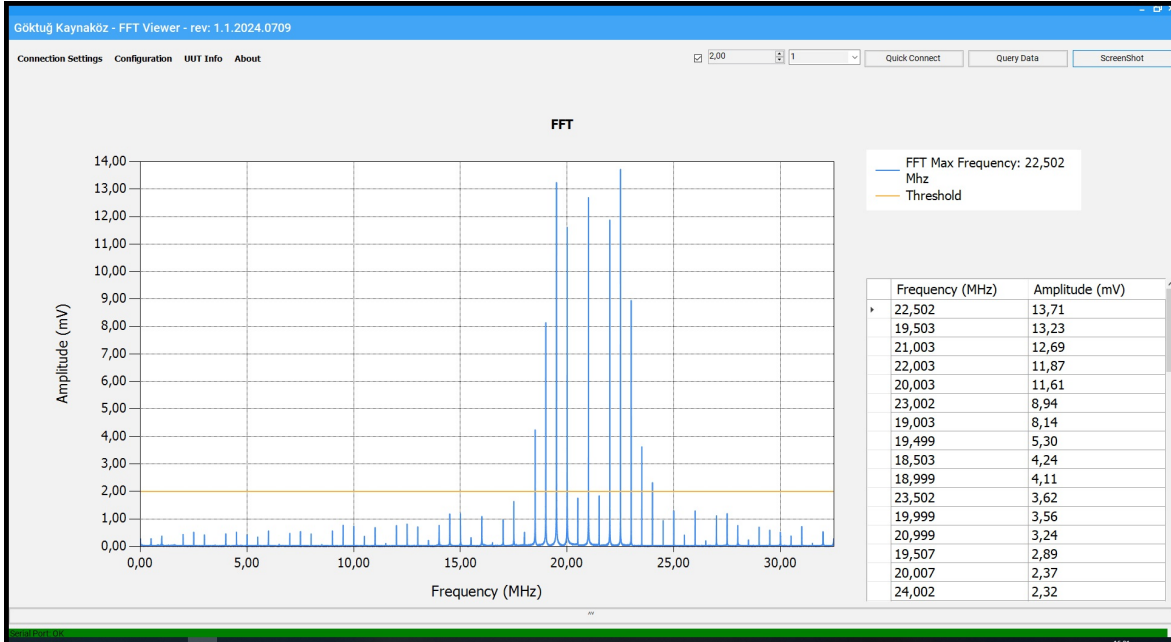 Göktuğ Kaynaköz - FFT Viewer - rev: 1.1.2024.0709
Connection Settings Configuration UUT Info About
2,00 1 Quick Connect Query Data ScreenShot
FFT
14,00
13,00
12,00
11,00
10,00
9,00
8,00
7,00
6,00
5,00
4,00
3,00
2,00
1,00
0,00
Amplitude (mV)
0,00 5,00 10,00 15,00 20,00 25,00 30,00
Frequency (MHz)
FFT Max Frequency: 22,502
Mhz
Threshold
Frequency (MHz) Amplitude (mV)
22,502 13,71
19,503 13,23
21,003 12,69
22,003 11,87
20,003 11,61
23,002 8,94
19,003 8,14
19,499 5,30
18,503 4,24
18,999 4,11
23,502 3,62
19,999 3,56
20,999 3,24
19,507 2,89
20,007 2,37
24,002 2,32
Serial Port: OK